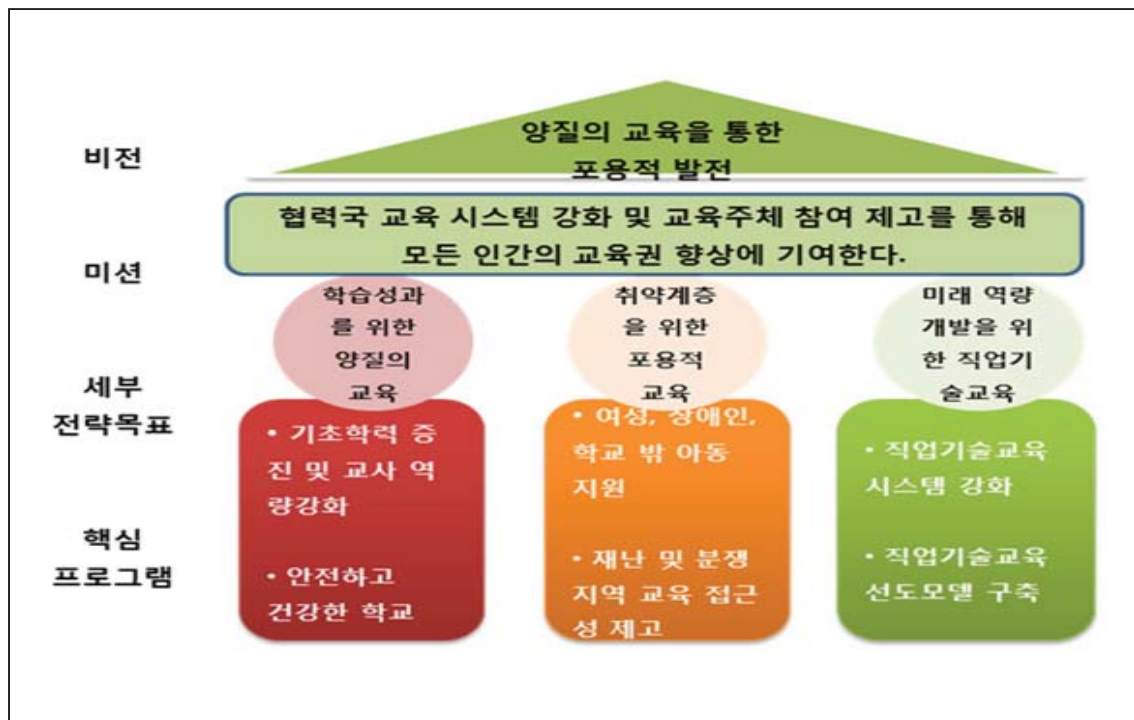 비전
양질의 교육을 통한
포용적 발전
미션
협력국 교육 시스템 강화 및 교육주체 참여 제고를 통해
모든 인간의 교육권 향상에 기여한다.
세부
전략목표
학습성과
를 위한
양질의
교육
취약계층
을 위한
포용적
교육
미래 역량
개발을 위
한 직업기
술교육
핵심
프로그램
• 기초학력 증
진 및 교사 역
량강화
• 안전하고
건강한 학교
• 여성, 장애인,
학교 밖 아동
지원
• 재난 및 분쟁
지역 교육 접근
성 제고
• 직업기술교육
시스템 강화
• 직업기술교육
선도모델 구축